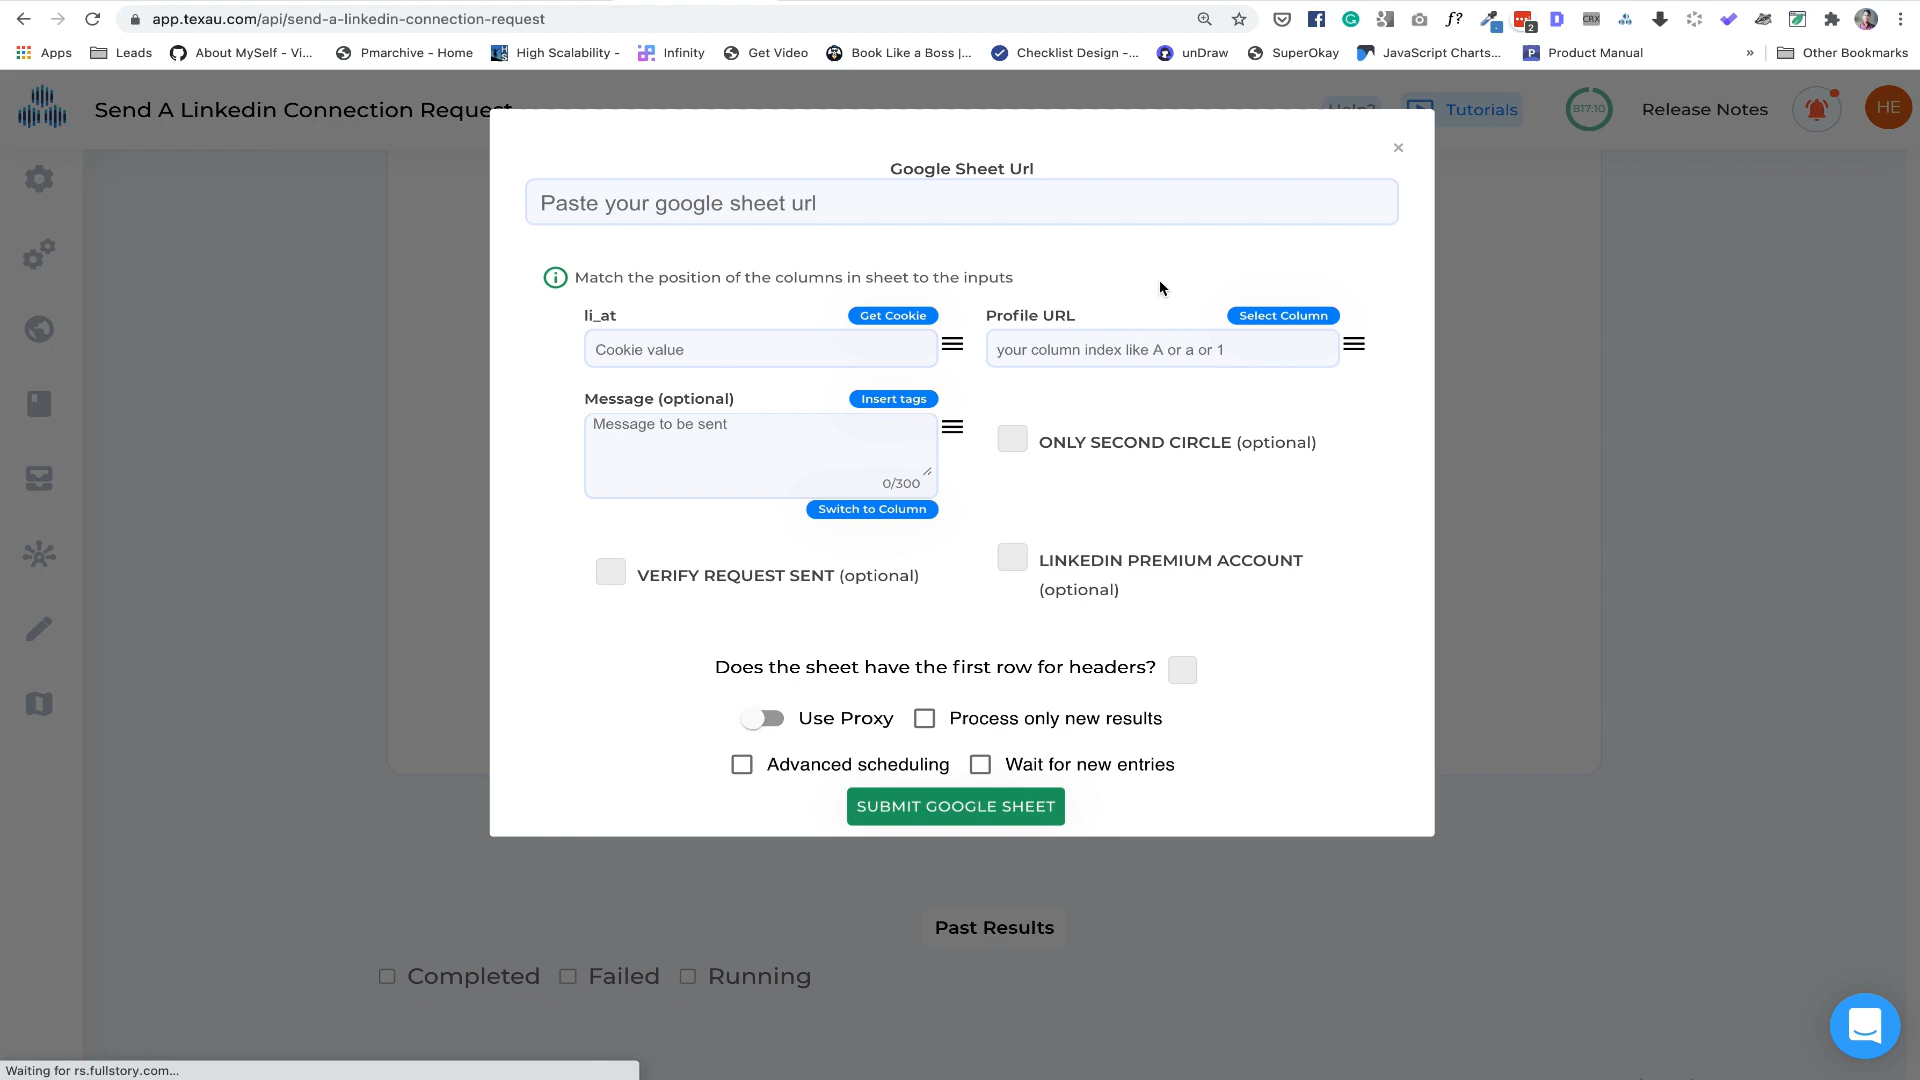 app.texau.com/api/send-a-linkedin-connection-request
f?
2
CRX
Apps
Leads
About MySelf - Vi...
Pmarchive - Home
High Scalability -
Infinity
Get Video
Book Like a Boss |...
Checklist Design -...
unDraw
SuperOkay
JavaScript Charts...
P
Product Manual
»
Other Bookmarks
Send A Linkedin Connection Request
Help?
Tutorials
817:10
Release Notes
HE
×
Google Sheet Url
Paste your google sheet url
Match the position of the columns in sheet to the inputs
li_at
Get Cookie
Profile URL
Select Column
Cookie value
your column index like A or a or 1
Message (optional)
Insert tags
Message to be sent
0/300
ONLY SECOND CIRCLE (optional)
Switch to Column
VERIFY REQUEST SENT (optional)
LINKEDIN PREMIUM ACCOUNT
(optional)
Does the sheet have the first row for headers?
Use Proxy
Process only new results
Advanced scheduling
Wait for new entries
SUBMIT GOOGLE SHEET
Past Results
Completed
Failed
Running
Waiting for rs.fullstory.com...